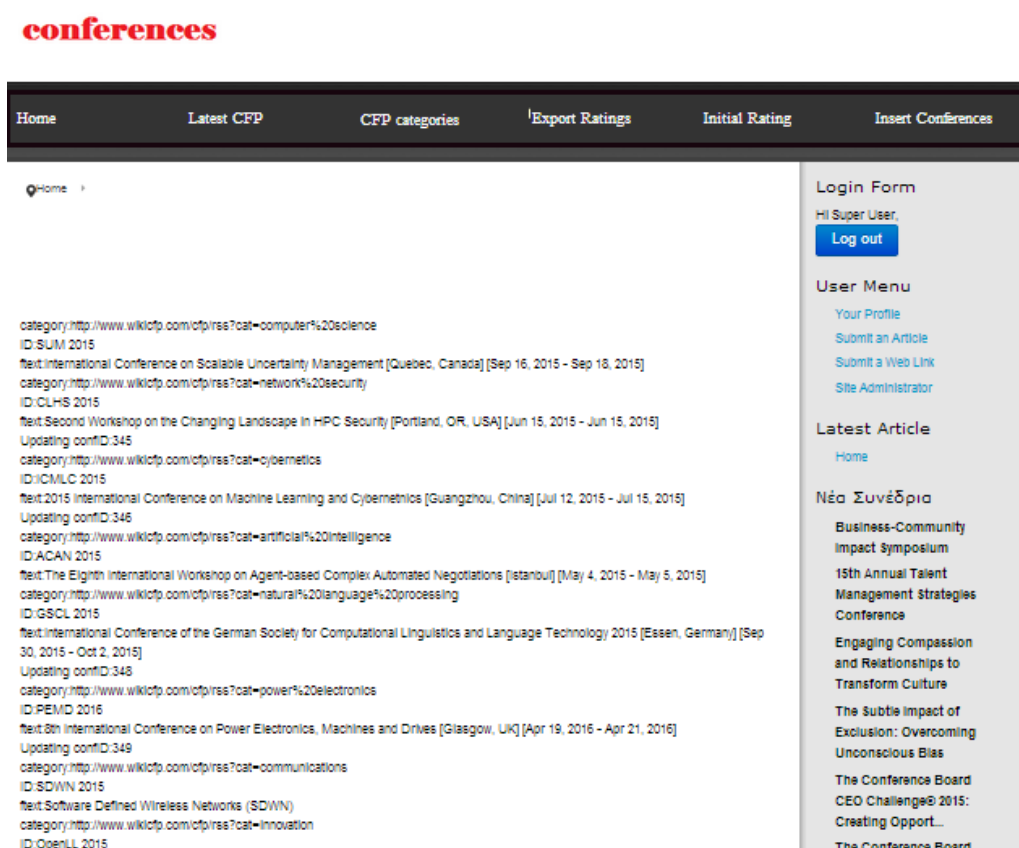 conferences
Home
Latest CFP
CFP categories
Export Ratings
Initial Rating
Insert Conferences
Home
category:http://www.wikicfp.com/cfp/rss?cat=computer%20science
ID:SUM 2015
ftext:International Conference on Scalable Uncertainty Management [Quebec, Canada] [Sep 16, 2015 - Sep 18, 2015]
category:http://www.wikicfp.com/cfp/rss?cat=network%20security
ID:CLHS 2015
ftext:Second Workshop on the Changing Landscape in HPC Security [Portland, OR, USA] [Jun 15, 2015 - Jun 15, 2015]
Updating confID:345
category:http://www.wikicfp.com/cfp/rss?cat=cybernetics
ID:ICMLC 2015
ftext:2015 International Conference on Machine Learning and Cybernethics [Guangzhou, China] [Jul 12, 2015 - Jul 15, 2015]
Updating confID:346
category:http://www.wikicfp.com/cfp/rss?cat=artificial%20intelligence
ID:ACAN 2015
ftext:The Eighth International Workshop on Agent-based Complex Automated Negotiations [Istanbul] [May 4, 2015 - May 5, 2015]
category:http://www.wikicfp.com/cfp/rss?cat=natural%20language%20processing
ID:GSCL 2015
ftext:International Conference of the German Society for Computational Linguistics and Language Technology 2015 [Essen, Germany] [Sep
30, 2015 - Oct 2, 2015]
Updating confID:348
category:http://www.wikicfp.com/cfp/rss?cat=power%20electronics
ID:PEMD 2016
ftext:8th International Conference on Power Electronics, Machines and Drives [Glasgow, UK] [Apr 19, 2016 - Apr 21, 2016]
Updating confID:349
category:http://www.wikicfp.com/cfp/rss?cat=communications
ID:SDWN 2015
ftext:Software Defined Wireless Networks (SDWN)
category:http://www.wikicfp.com/cfp/rss?cat=innovation
ID:OpenLL 2015
Login Form
Hi Super User,
Log out
User Menu
Your Profile
Submit an Article
Submit a Web Link
Site Administrator
Latest Article
Home
Νέα Συνέδρια
Business-Community
Impact Symposium
15th Annual Talent
Management Strategies
Conference
Engaging Compassion
and Relationships to
Transform Culture
The Subtle Impact of
Exclusion: Overcoming
Unconscious Bias
The Conference Board
CEO Challenge® 2015:
Creating Opport...
The Conference Board